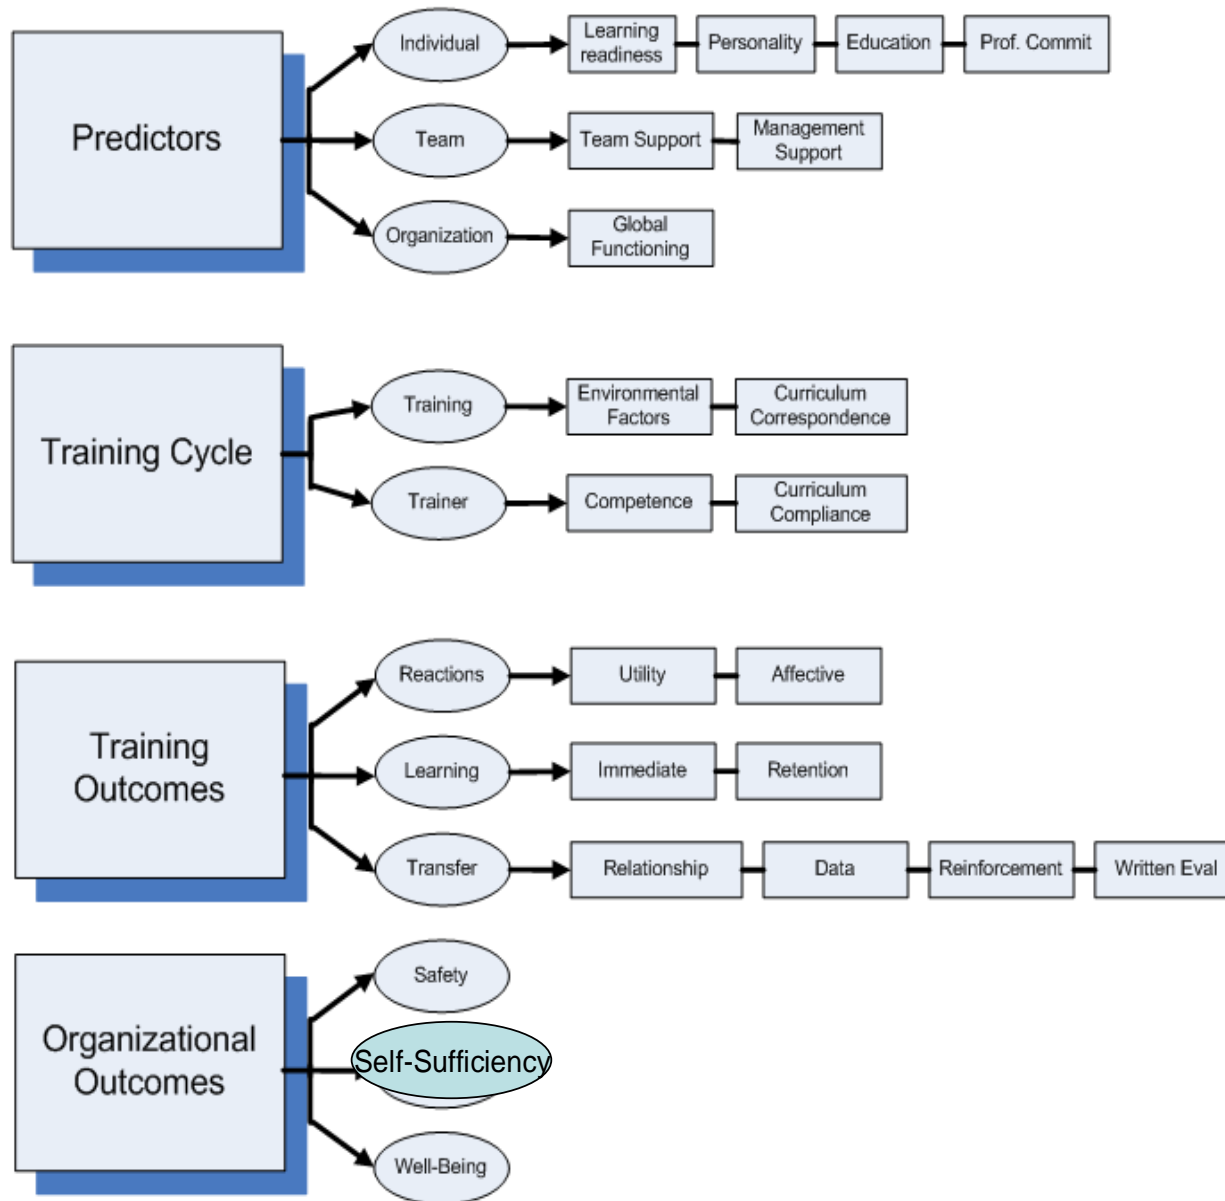 Predictors
Individual
Learning
readiness
Personality
Education
Prof. Commit
Team
Team Support
Management
Support
Organization
Global
Functioning
Training Cycle
Training
Environmental
Factors
Curriculum
Correspondence
Trainer
Competence
Curriculum
Compliance
Training
Outcomes
Reactions
Utility
Affective
Learning
Immediate
Retention
Transfer
Relationship
Data
Reinforcement
Written Eval
Organizational
Outcomes
Safety
Self-Sufficiency
Well-Being